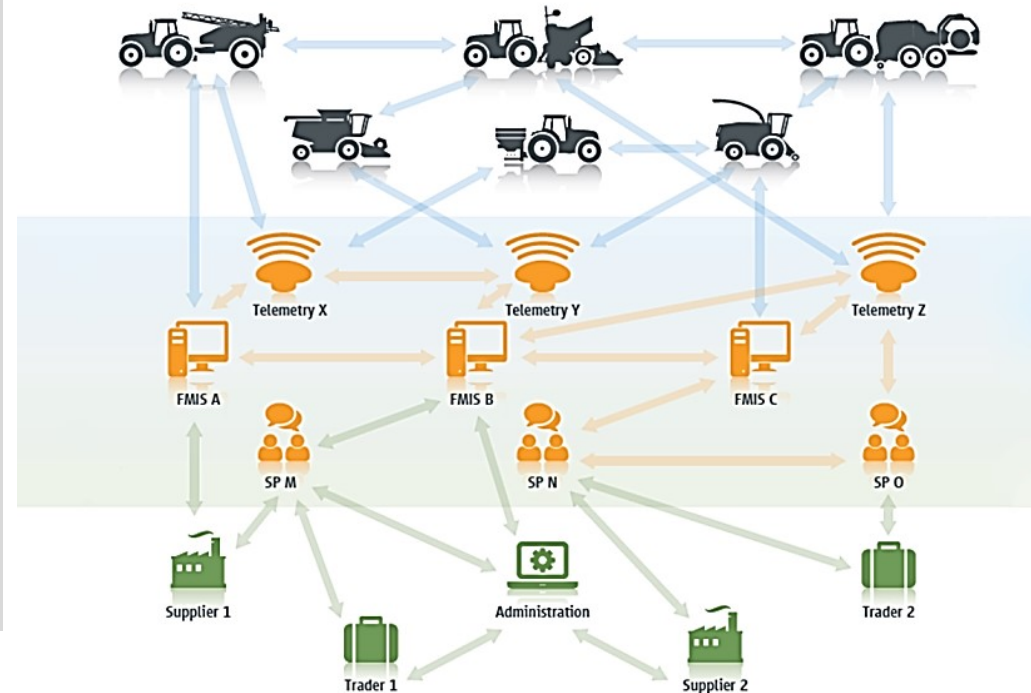 Telemetry X
Telemetry Y
Telemetry Z
FMIS A
FMIS B
FMIS C
SP M
SP N
SP O
Supplier 1
Administration
Trader 2
Trader 1
Supplier 2